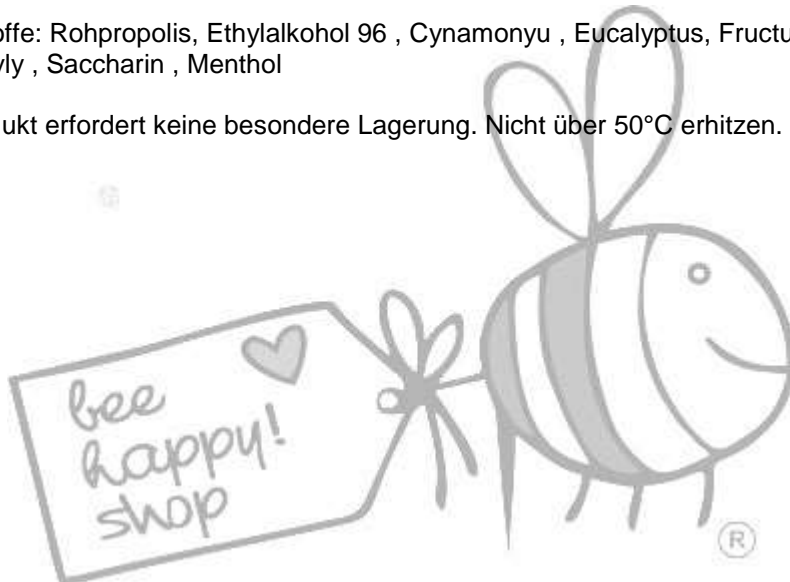 offe: Rohpropolis, Ethylalkohol 96 , Cynamonyu , Eucalyptus, Fructu
yly , Saccharin , Menthol
ukt erfordert keine besondere Lagerung. Nicht über 50°C erhitzen.
bee
happy!
shop
®